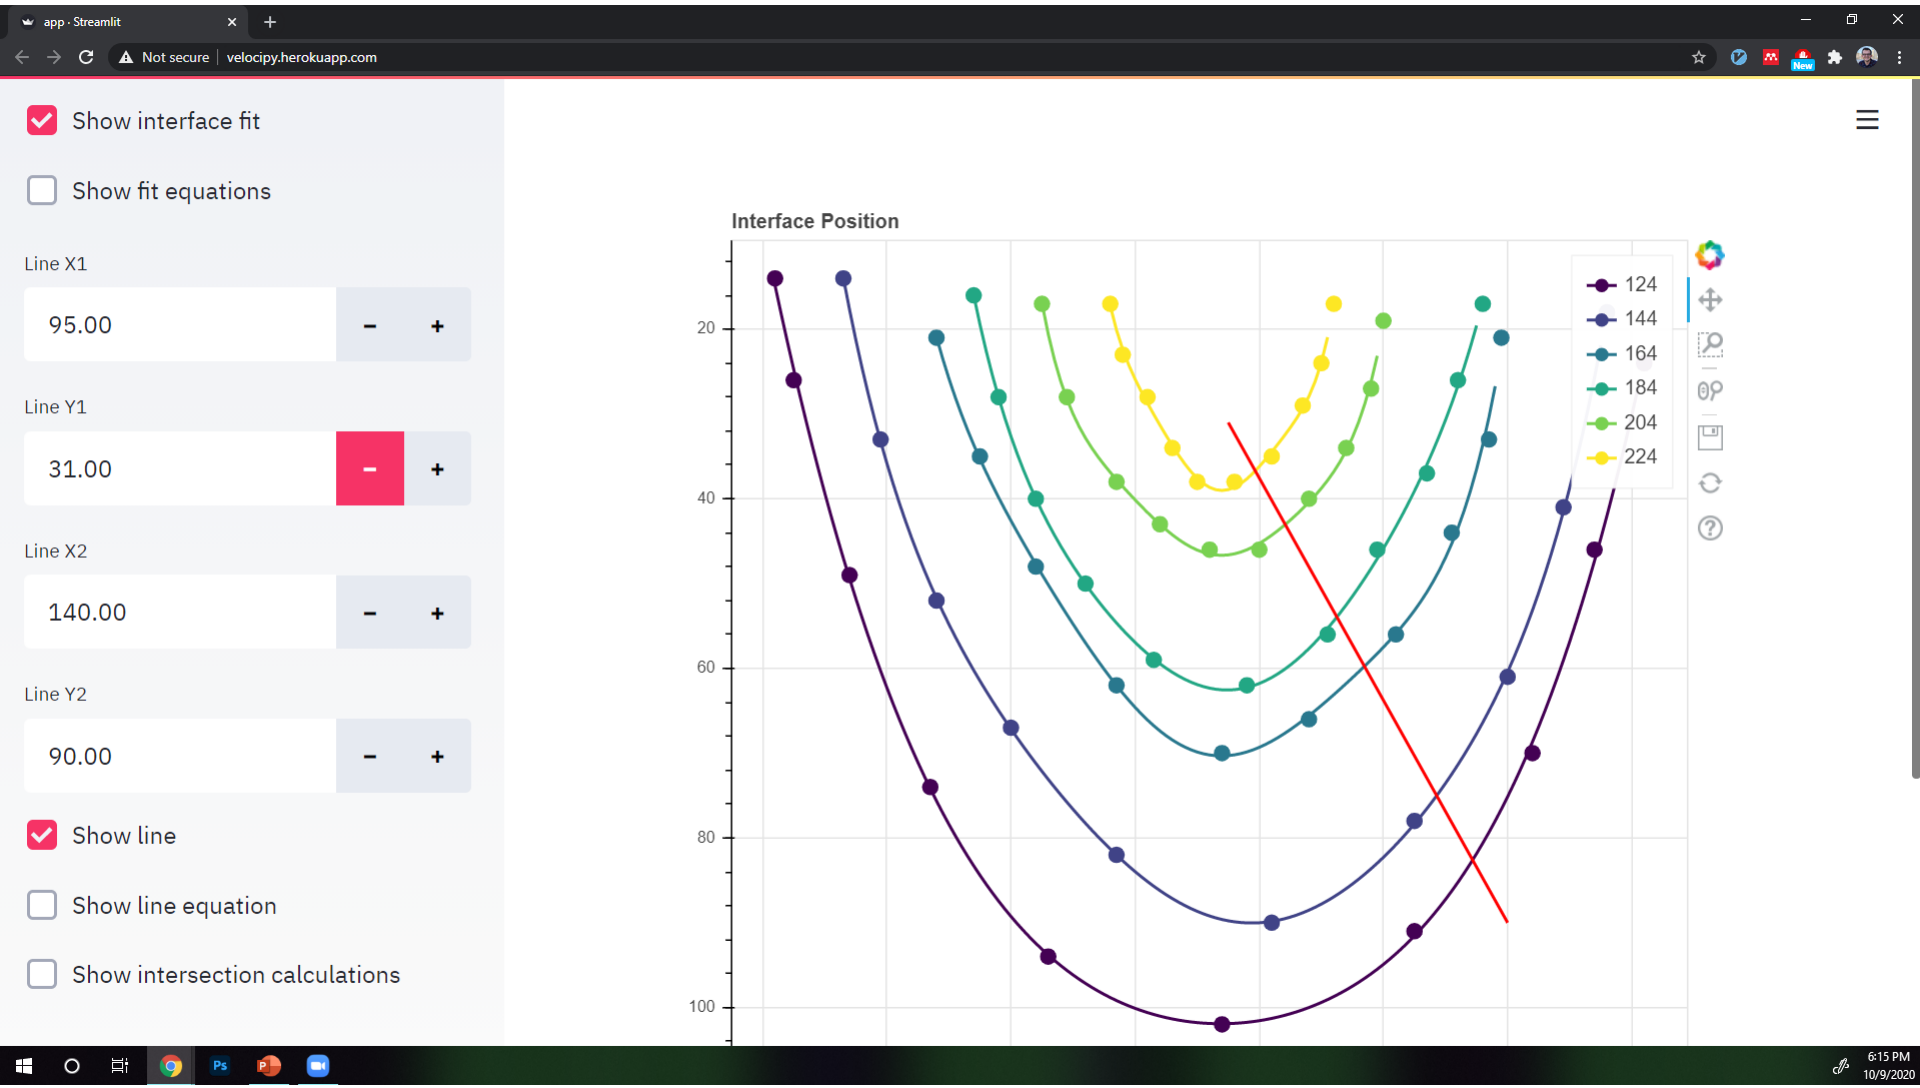 app · Streamlit
Not secure
velocipy.herokuapp.com
New
Show interface fit
Show fit equations
Line X1
95.00
Line Y1
31.00
Line X2
140.00
Line Y2
90.00
Show line
Show line equation
Show intersection calculations
Interface Position
20
40
60
80
100
124
144
164
184
204
224
Ps
P
6:15 PM
10/9/2020